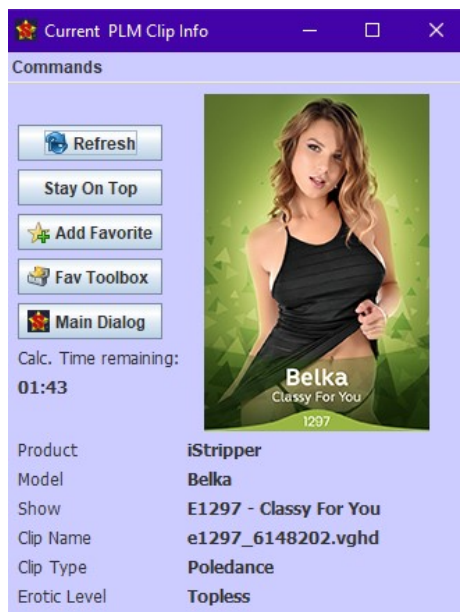 Current PLM Clip Info
Commands
Refresh
Stay On Top
Add Favorite
Fav Toolbox
Main Dialog
Calc. Time remaining:
01:43
Belka
Classy For You
1297
Product iStripper
Model Belka
Show E1297 - Classy For You
Clip Name e1297_6148202.vghd
Clip Type Poledance
Erotic Level Topless